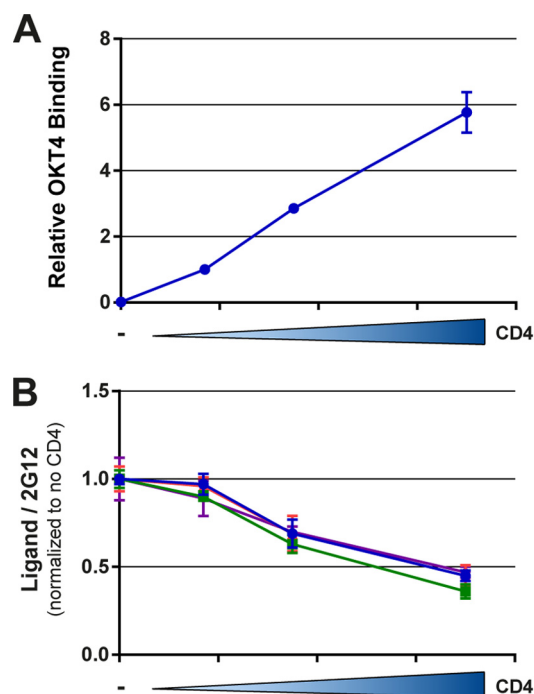 A
Relative OKT4 Binding
8
6
4
2
0
-
CD4
B
Ligand / 2G12
(normalized to no CD4)
1.5
1.0
0.5
0.0
-
CD4